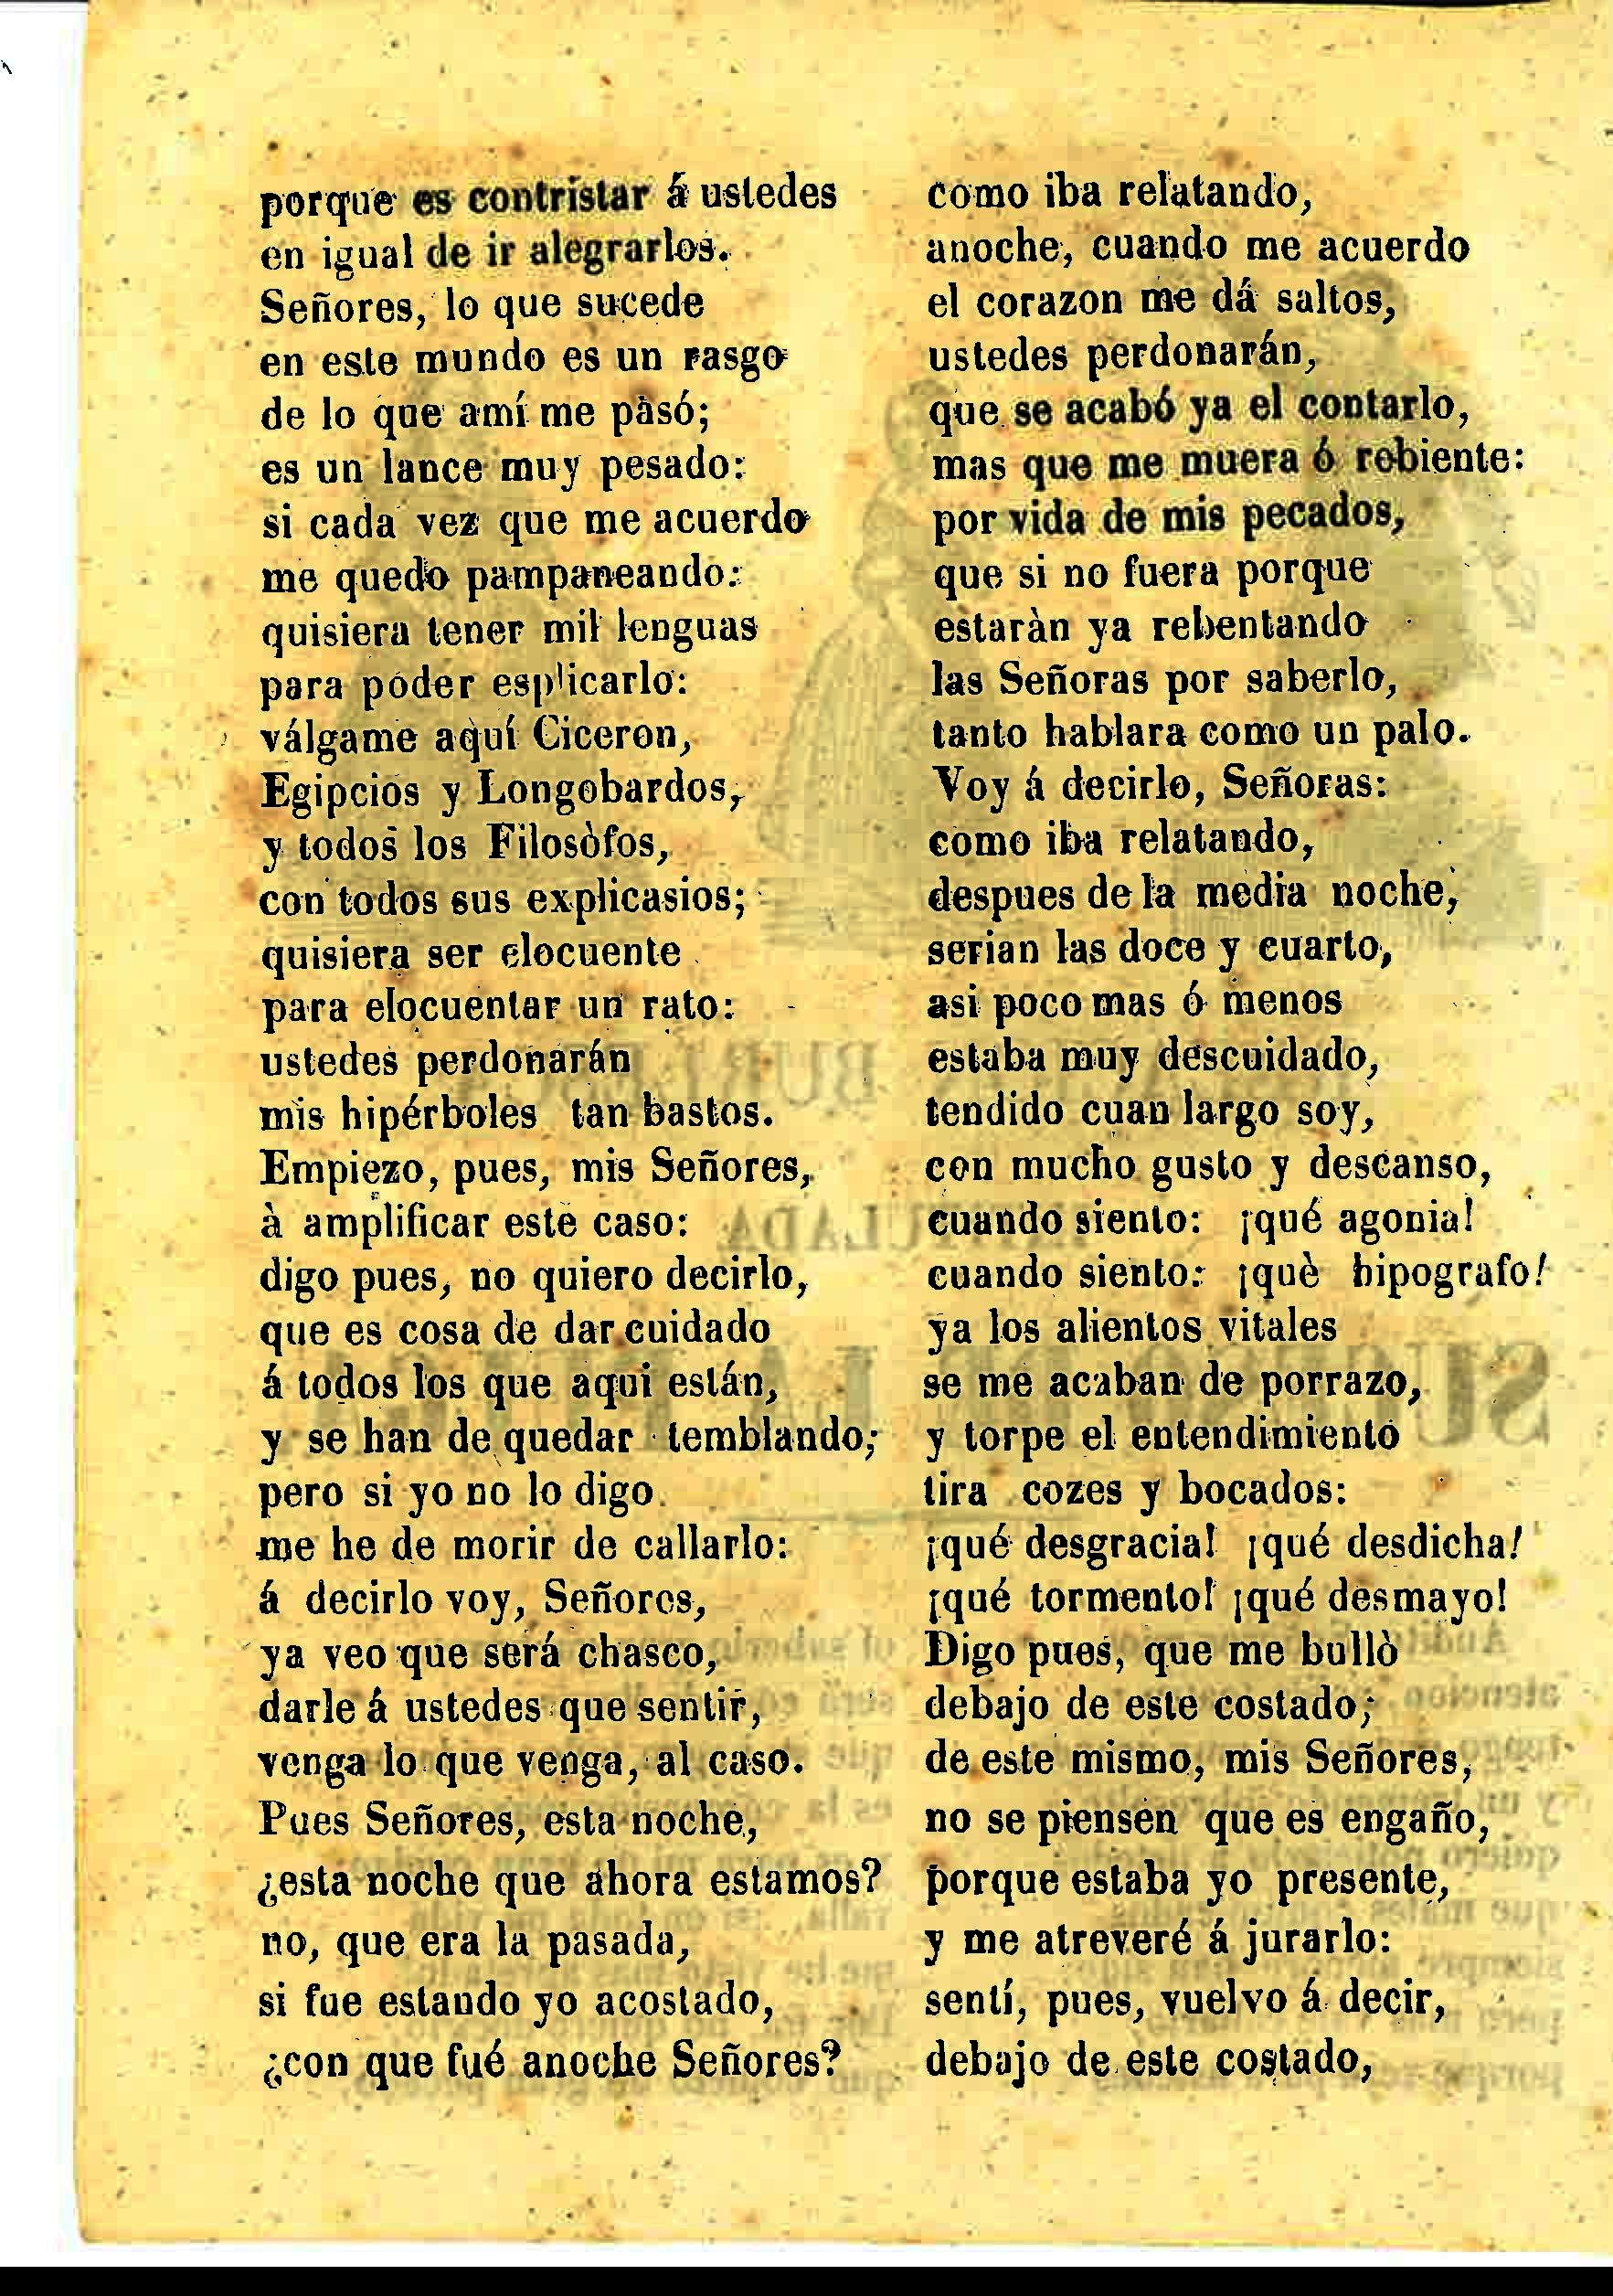 porque es contristar á ustedes
en igual de ir alegrarlos.
Señores, lo que sucede
en este mundo es un rasgo
de lo que amí me pàsó;
es un lance muy pesado:
si cada vez que me acuerdo
me quedo pampaneando:
quisiera tener mil lenguas
para poder esplicarlo:
válgame aquí Ciceron,
Egipcios y Longobardos,
y todos los Filosòfos,
con todos sus explicasios;
quisiera ser elocuente
para elocuentar un rato:
ustedes perdonarán
mis hipérboles tan bastos.
Empiezo, pues, mis Señores,
à amplificar este caso:
digo pues, no quiero decirlo,
que es cosa de dar cuidado
á todos los que aqui están,
y se han de quedar temblando;
pero si yo no lo digo
me he de morir de callarlo:
á decirlo voy, Señores,
ya veo que será chasco,
darle á ustedes que sentir,
venga lo que venga, al caso.
Pues Señores, esta noche,
¿esta noche que ahora estamos?
no, que era la pasada,
si fue estando yo acostado,
¿con que fué anoche Señores?
como iba relatando,
anoche, cuando me acuerdo
el corazon me dá saltos,
ustedes perdonarán,
que se acabó ya el contarlo,
mas que me muera ó rebiente:
por vida de mis pecados,
que si no fuera porque
estaràn ya rebentando
las Señoras por saberlo,
tanto hablara como un palo.
Voy á decirlo, Señoras:
como iba relatando,
despues de la media noche,
serian las doce y cuarto,
asi poco mas ó menos
estaba muy descuidado,
tendido cuan largo soy,
con mucho gusto y descanso,
cuando siento: ¡qué agonia!
cuando siento: ¡què hipografo!
ya los alientos vitales
se me acaban de porrazo,
y torpe el entendimiento
tira cozes y bocados:
¡qué desgracia! ¡qué desdicha!
¡qué tormento! ¡qué desmayo!
Digo pues, que me bullò
debajo de este costado;
de este mismo, mis Señores,
no se piensen que es engaño,
porque estaba yo presente,
y me atreveré á jurarlo:
sentí, pues, vuelvo á decir,
debajo de este costado,